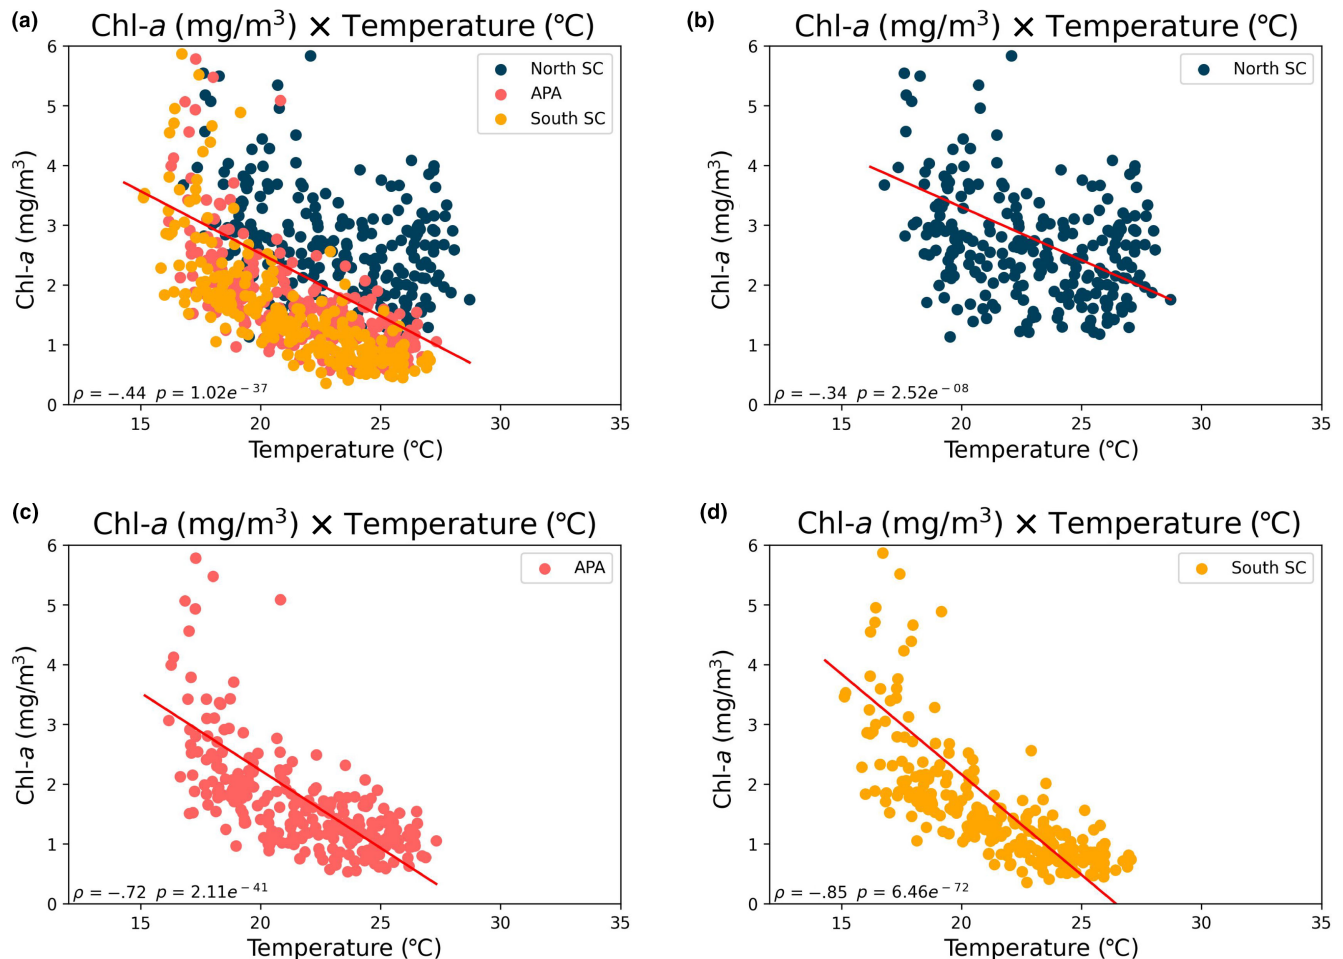 (a)
Chl-a (mg/m³) × Temperature (°C)
6
5
4
3
2
1
0
Chl-a (mg/m³)
North SC
APA
South SC
ρ = −.44 p = 1.02e⁻³⁷
15 20 25 30 35
Temperature (°C)
(b)
Chl-a (mg/m³) × Temperature (°C)
6
5
4
3
2
1
0
Chl-a (mg/m³)
North SC
ρ = −.34 p = 2.52e⁻⁰⁸
15 20 25 30 35
Temperature (°C)
(c)
Chl-a (mg/m³) × Temperature (°C)
6
5
4
3
2
1
0
Chl-a (mg/m³)
APA
ρ = −.72 p = 2.11e⁻⁴¹
15 20 25 30 35
Temperature (°C)
(d)
Chl-a (mg/m³) × Temperature (°C)
6
5
4
3
2
1
0
Chl-a (mg/m³)
South SC
ρ = −.85 p = 6.46e⁻⁷²
15 20 25 30 35
Temperature (°C)